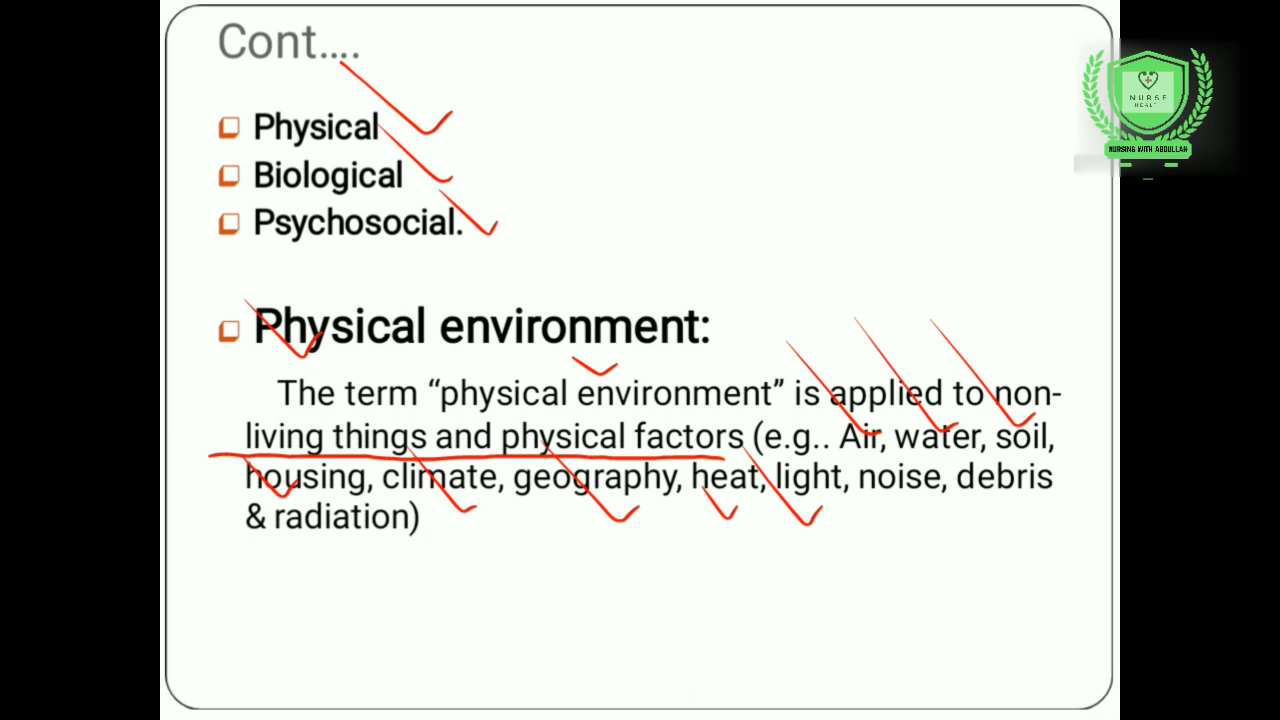 Cont....
Physical
Biological
Psychosocial.
Physical environment:
The term “physical environment” is applied to non-
living things and physical factors (e.g.. Air, water, soil,
housing, climate, geography, heat, light, noise, debris
& radiation)
NURSE
HEALT
NURSING WITH ABDULLAH